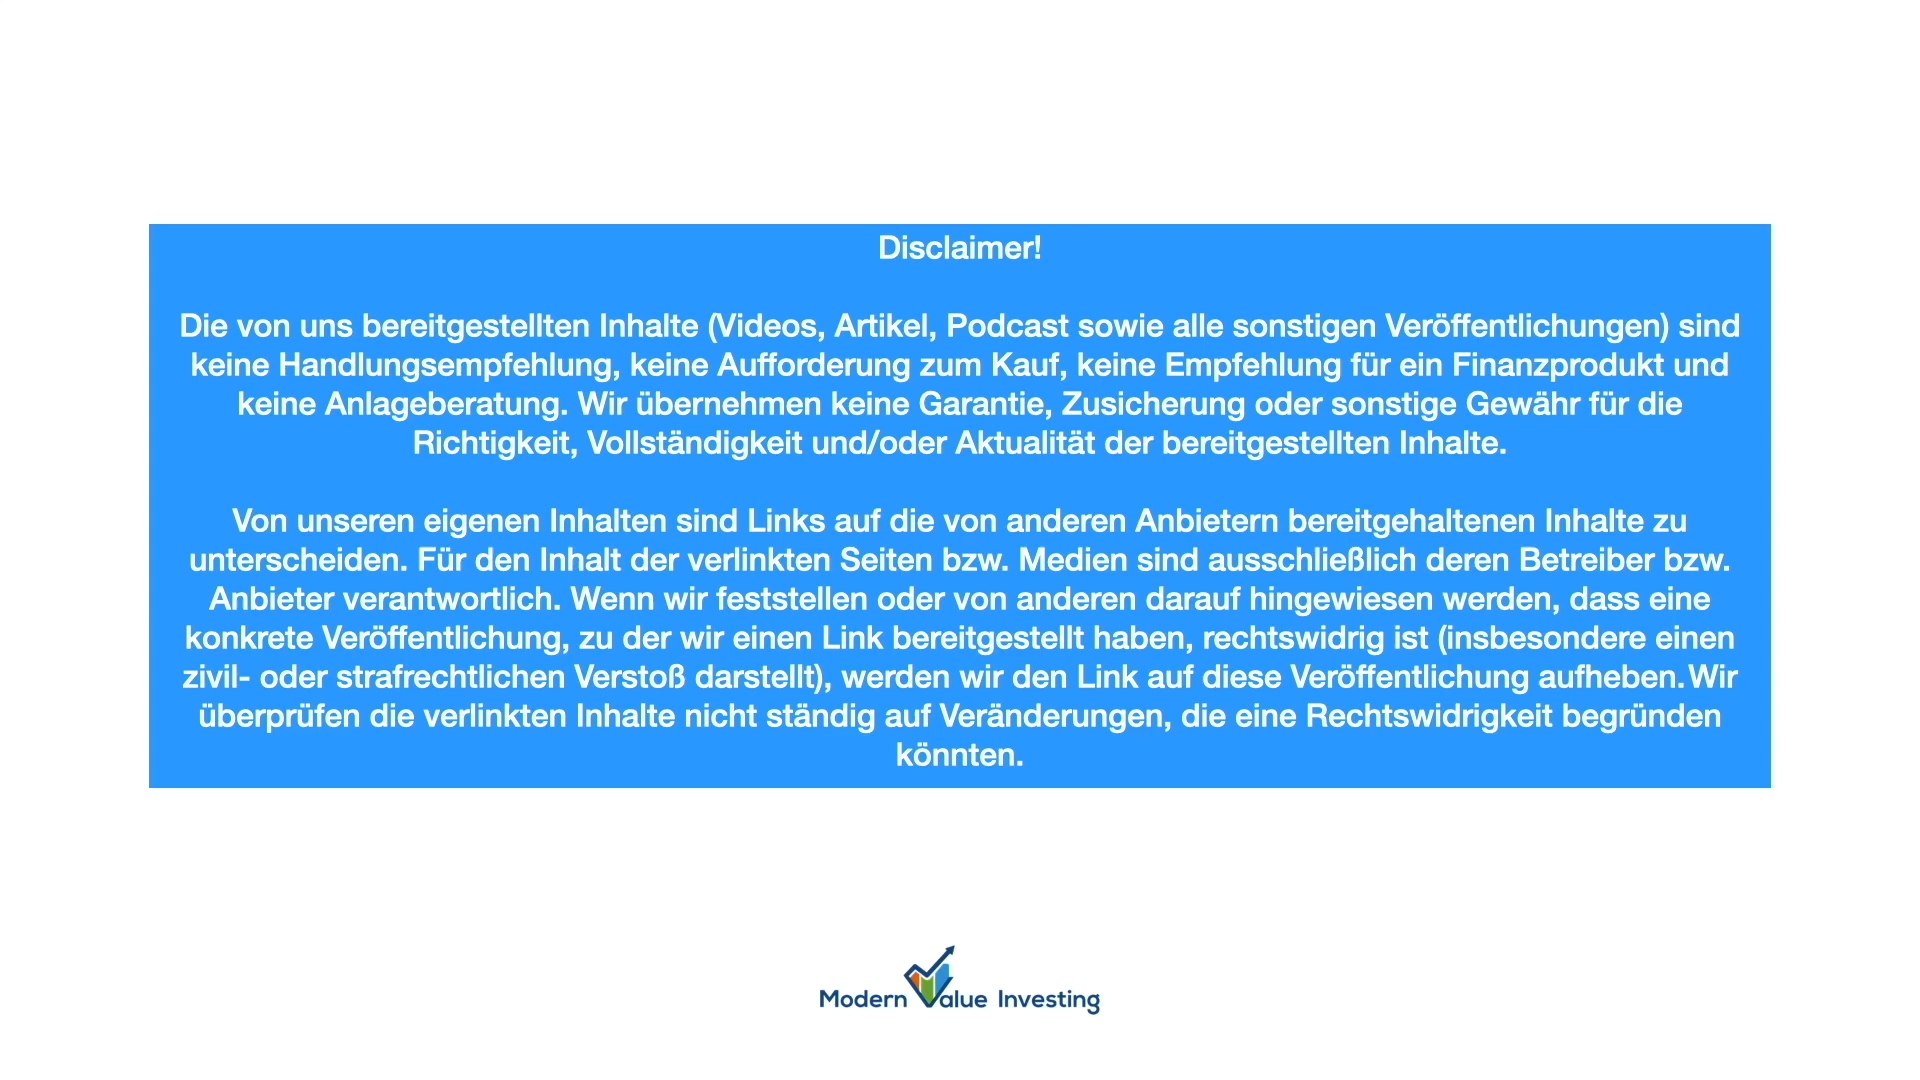 Disclaimer!
Die von uns bereitgestellten Inhalte (Videos, Artikel, Podcast sowie alle sonstigen Veröffentlichungen) sind
keine Handlungsempfehlung, keine Aufforderung zum Kauf, keine Empfehlung für ein Finanzprodukt und
keine Anlageberatung. Wir übernehmen keine Garantie, Zusicherung oder sonstige Gewähr für die
Richtigkeit, Vollständigkeit und/oder Aktualität der bereitgestellten Inhalte.
Von unseren eigenen Inhalten sind Links auf die von anderen Anbietern bereitgehaltenen Inhalte zu
unterscheiden. Für den Inhalt der verlinkten Seiten bzw. Medien sind ausschließlich deren Betreiber bzw.
Anbieter verantwortlich. Wenn wir feststellen oder von anderen darauf hingewiesen werden, dass eine
konkrete Veröffentlichung, zu der wir einen Link bereitgestellt haben, rechtswidrig ist (insbesondere einen
zivil- oder strafrechtlichen Verstoß darstellt), werden wir den Link auf diese Veröffentlichung aufheben. Wir
überprüfen die verlinkten Inhalte nicht ständig auf Veränderungen, die eine Rechtswidrigkeit begründen
könnten.
Modern Value Investing